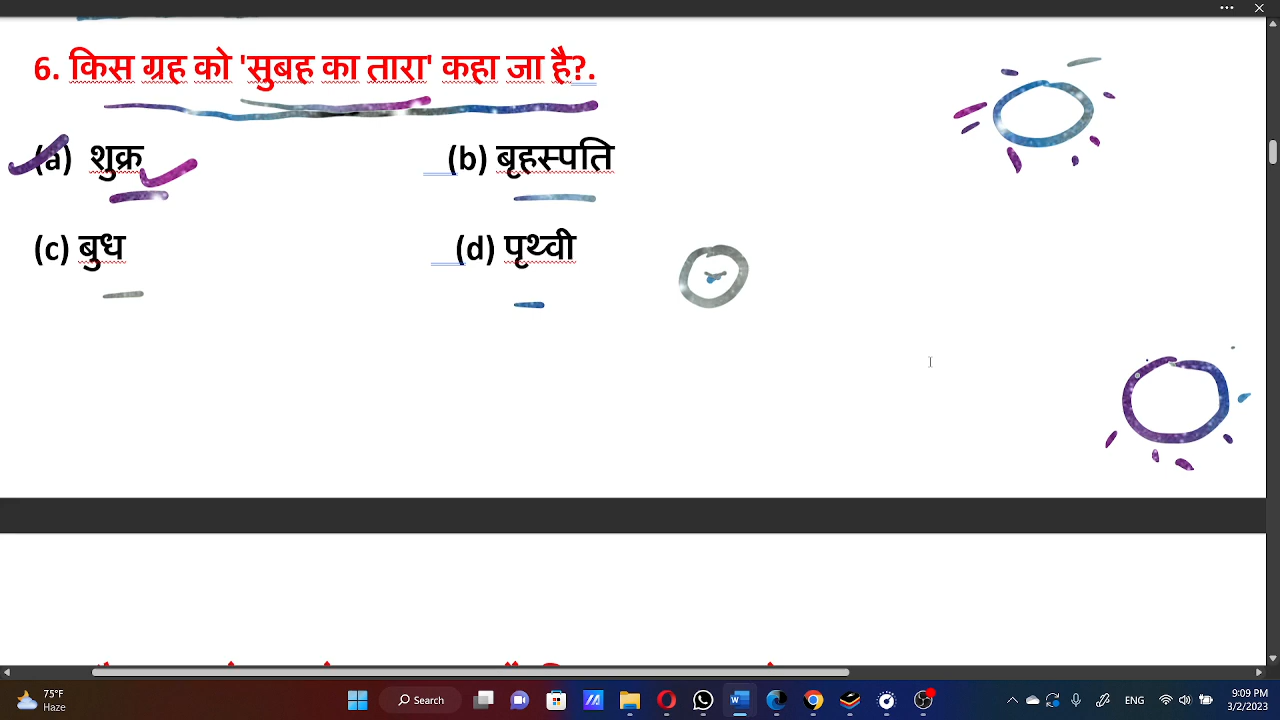 6. किस ग्रह को 'सुबह का तारा' कहा जा है?.
(a) शुक्र
(b) बृहस्पति
(c) बुध
(d) पृथ्वी
75°F
Haze
Search
ENG
9:09 PM
3/2/2023